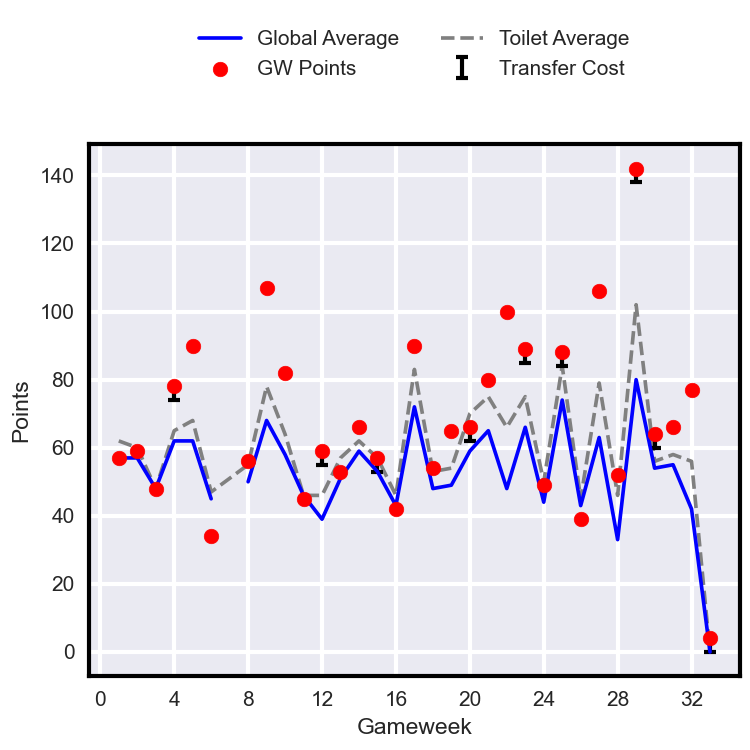 Global Average
Toilet Average
GW Points
Transfer Cost
140
120
100
80
60
40
20
0
Points
0 4 8 12 16 20 24 28 32
Gameweek